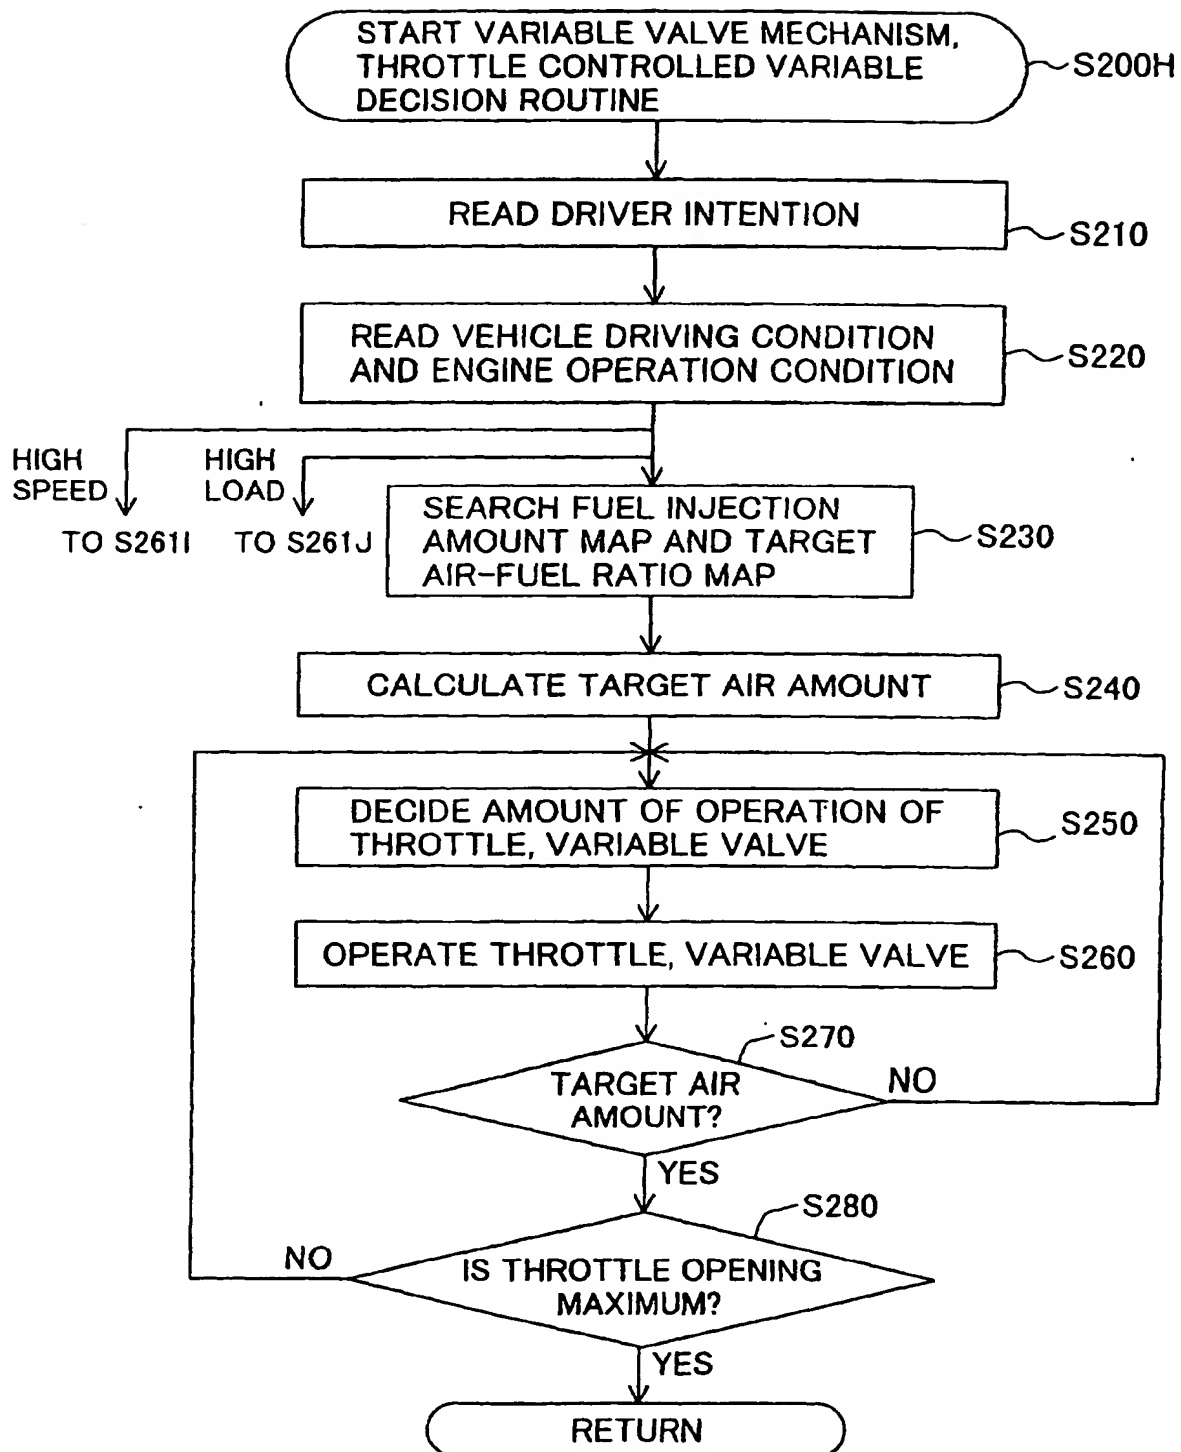 START VARIABLE VALVE MECHANISM,
THROTTLE CONTROLLED VARIABLE
DECISION ROUTINE
S200H
READ DRIVER INTENTION
S210
READ VEHICLE DRIVING CONDITION
AND ENGINE OPERATION CONDITION
S220
HIGH
SPEED
TO S261I
HIGH
LOAD
TO S261J
SEARCH FUEL INJECTION
AMOUNT MAP AND TARGET
AIR-FUEL RATIO MAP
S230
CALCULATE TARGET AIR AMOUNT
S240
DECIDE AMOUNT OF OPERATION OF
THROTTLE, VARIABLE VALVE
S250
OPERATE THROTTLE, VARIABLE VALVE
S260
S270
TARGET AIR
AMOUNT?
NO
YES
S280
NO
IS THROTTLE OPENING
MAXIMUM?
YES
RETURN